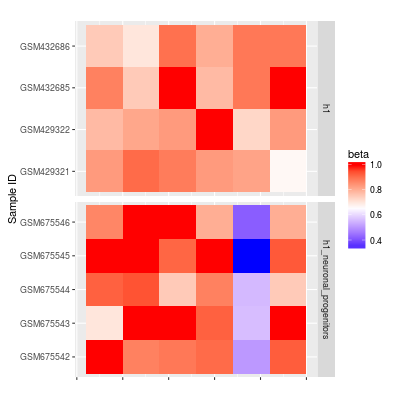 GSM432686
GSM432685
GSM429322
GSM429321
h1
GSM675546
GSM675545
GSM675544
GSM675543
GSM675542
h1_neuronal_progenitors
Sample ID
beta
1.0
0.8
0.6
0.4